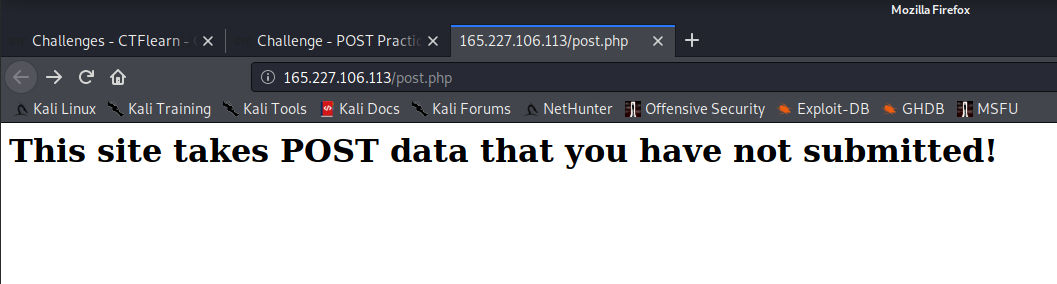 Mozilla Firefox
Challenges - CTFlearn -
Challenge - POST Practic
165.227.106.113/post.php
165.227.106.113/post.php
Kali Linux Kali Training Kali Tools Kali Docs Kali Forums NetHunter Offensive Security Exploit-DB GHDB MSFU
This site takes POST data that you have not submitted!